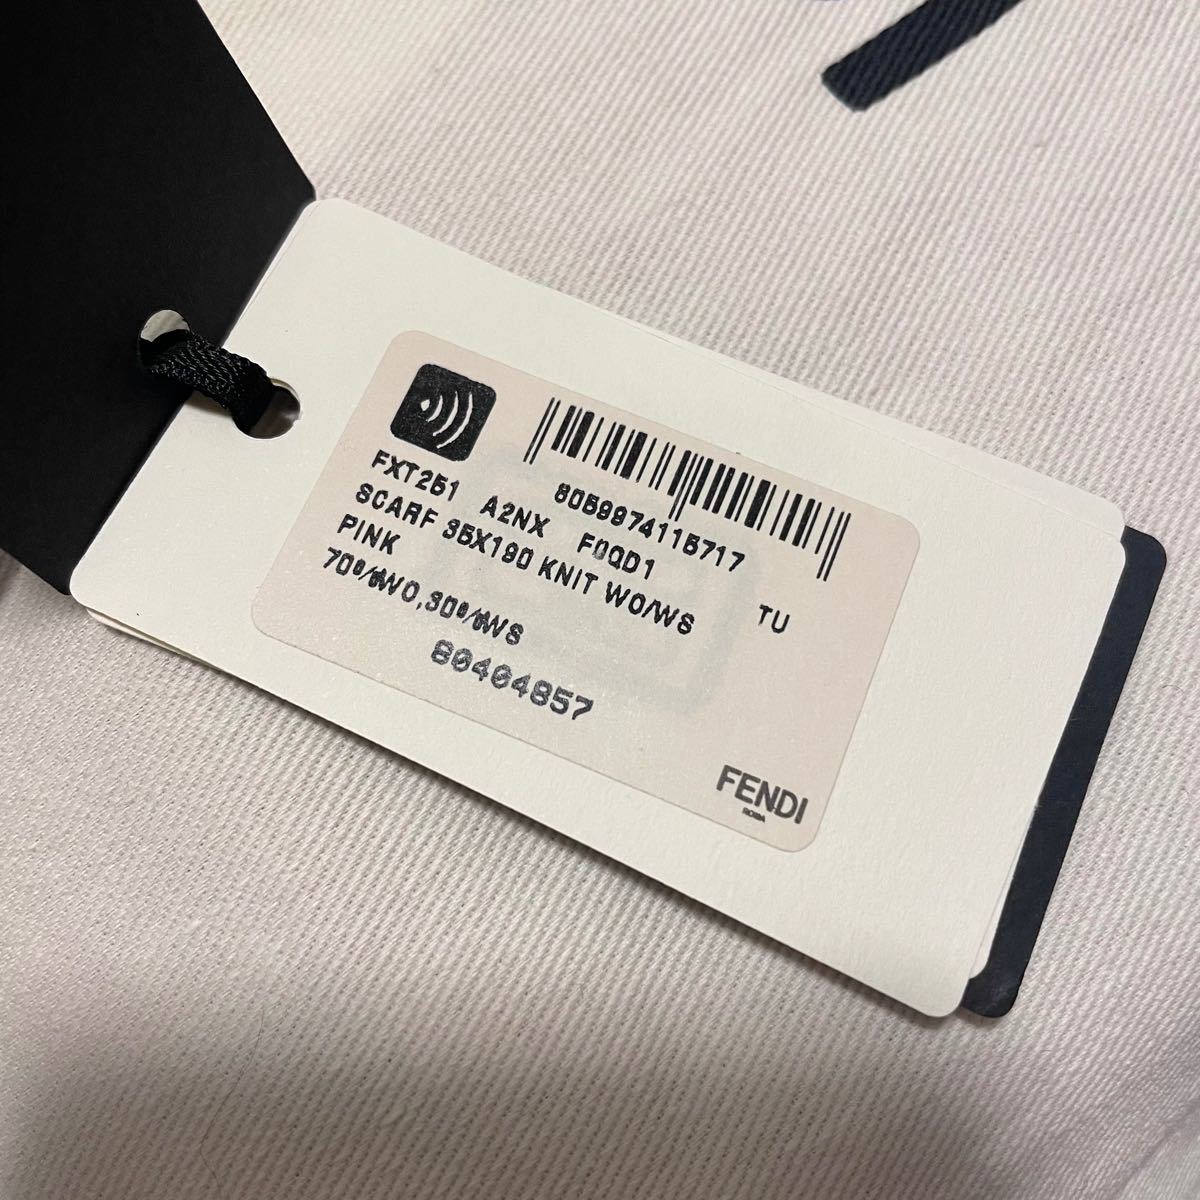 8059974115717
FXT251 A2NX F0QD1 TU
SCARF 35X190 KNIT WO/WS
PINK
70%WO,30%WS
80404857
FENDI
ROMA